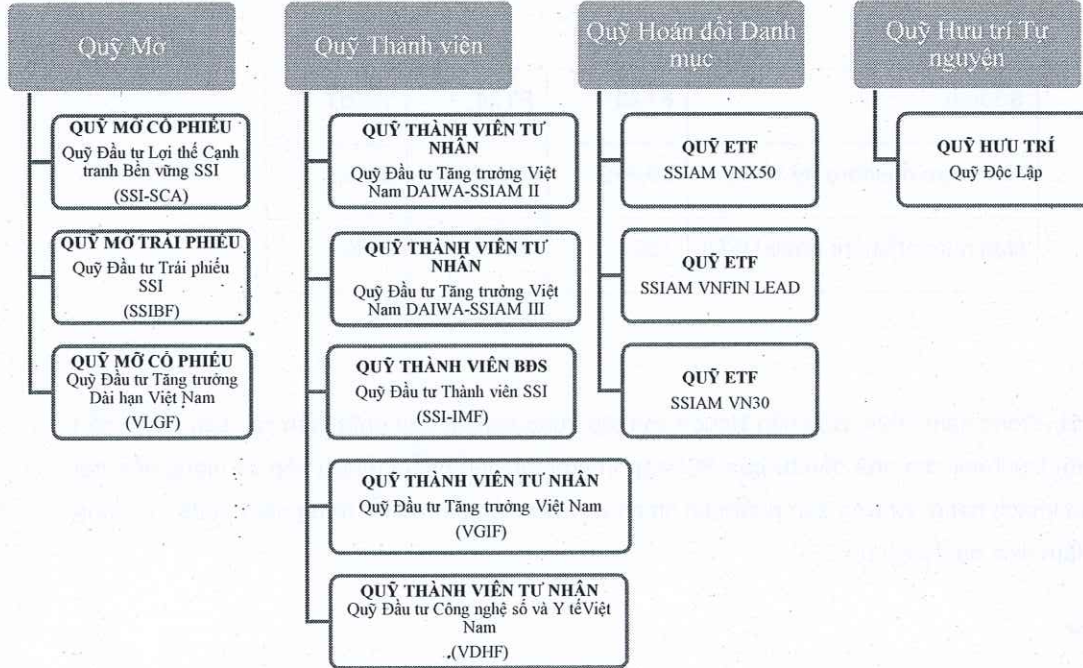 Quỹ Mở
QUỸ MỞ CỔ PHIẾU
Quỹ Đầu tư Lợi thế Cạnh
tranh Bền vững SSI
(SSI-SCA)
QUỸ MỞ TRÁI PHIẾU
Quỹ Đầu tư Trái phiếu
SSI
(SSIBF)
QUỸ MỞ CỔ PHIẾU
Quỹ Đầu tư Tăng trưởng
Dài hạn Việt Nam
(VLGF)
Quỹ Thành viên
QUỸ THÀNH VIÊN TƯ
NHÂN
Quỹ Đầu tư Tăng trưởng Việt
Nam DAIWA-SSIAM II
QUỸ THÀNH VIÊN TƯ
NHÂN
Quỹ Đầu tư Tăng trưởng Việt
Nam DAIWA-SSIAM III
QUỸ THÀNH VIÊN BĐS
Quỹ Đầu tư Thành viên SSI
(SSI-IMF)
QUỸ THÀNH VIÊN TƯ NHÂN
Quỹ Đầu tư Tăng trưởng Việt Nam
(VGIF)
QUỸ THÀNH VIÊN TƯ NHÂN
Quỹ Đầu tư Công nghệ số và Y tếViệt
Nam
(VDHF)
Quỹ Hoán đổi Danh
mục
QUỸ ETF
SSIAM VNX50
QUỸ ETF
SSIAM VNFIN LEAD
QUỸ ETF
SSIAM VN30
Quỹ Hưu trí Tự
nguyện
QUỸ HƯU TRÍ
Quỹ Độc Lập